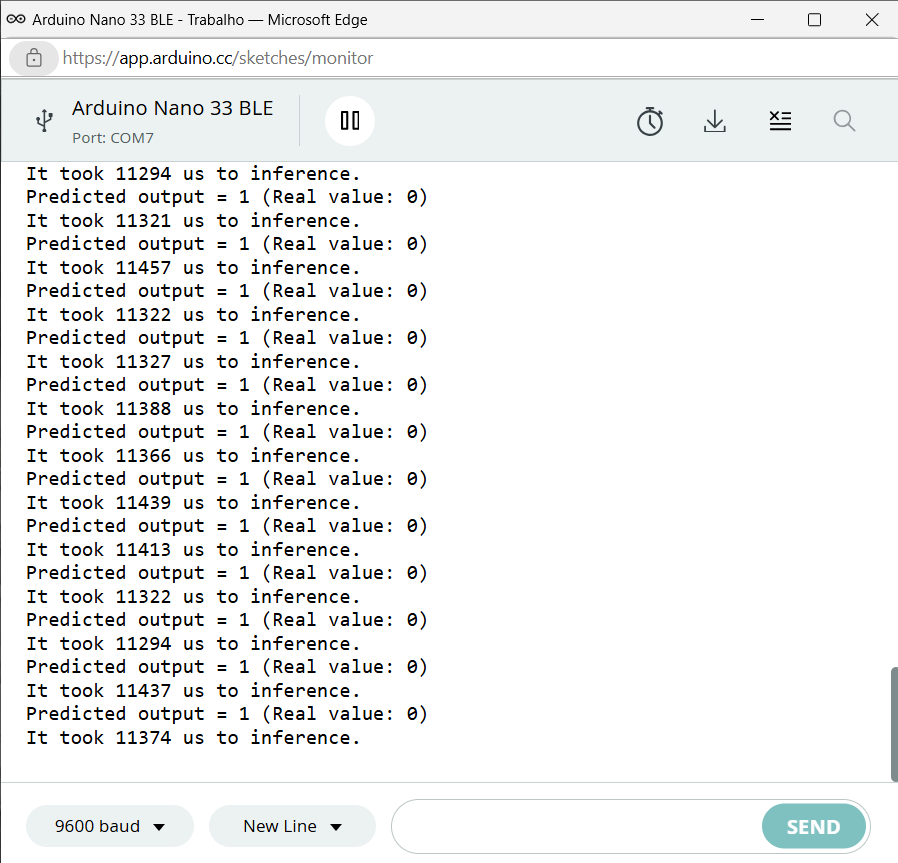 Arduino Nano 33 BLE - Trabalho — Microsoft Edge
https://app.arduino.cc/sketches/monitor
Arduino Nano 33 BLE
Port: COM7
It took 11294 us to inference.
Predicted output = 1 (Real value: 0)
It took 11321 us to inference.
Predicted output = 1 (Real value: 0)
It took 11457 us to inference.
Predicted output = 1 (Real value: 0)
It took 11322 us to inference.
Predicted output = 1 (Real value: 0)
It took 11327 us to inference.
Predicted output = 1 (Real value: 0)
It took 11388 us to inference.
Predicted output = 1 (Real value: 0)
It took 11366 us to inference.
Predicted output = 1 (Real value: 0)
It took 11439 us to inference.
Predicted output = 1 (Real value: 0)
It took 11413 us to inference.
Predicted output = 1 (Real value: 0)
It took 11322 us to inference.
Predicted output = 1 (Real value: 0)
It took 11294 us to inference.
Predicted output = 1 (Real value: 0)
It took 11437 us to inference.
Predicted output = 1 (Real value: 0)
It took 11374 us to inference.
9600 baud
New Line
SEND